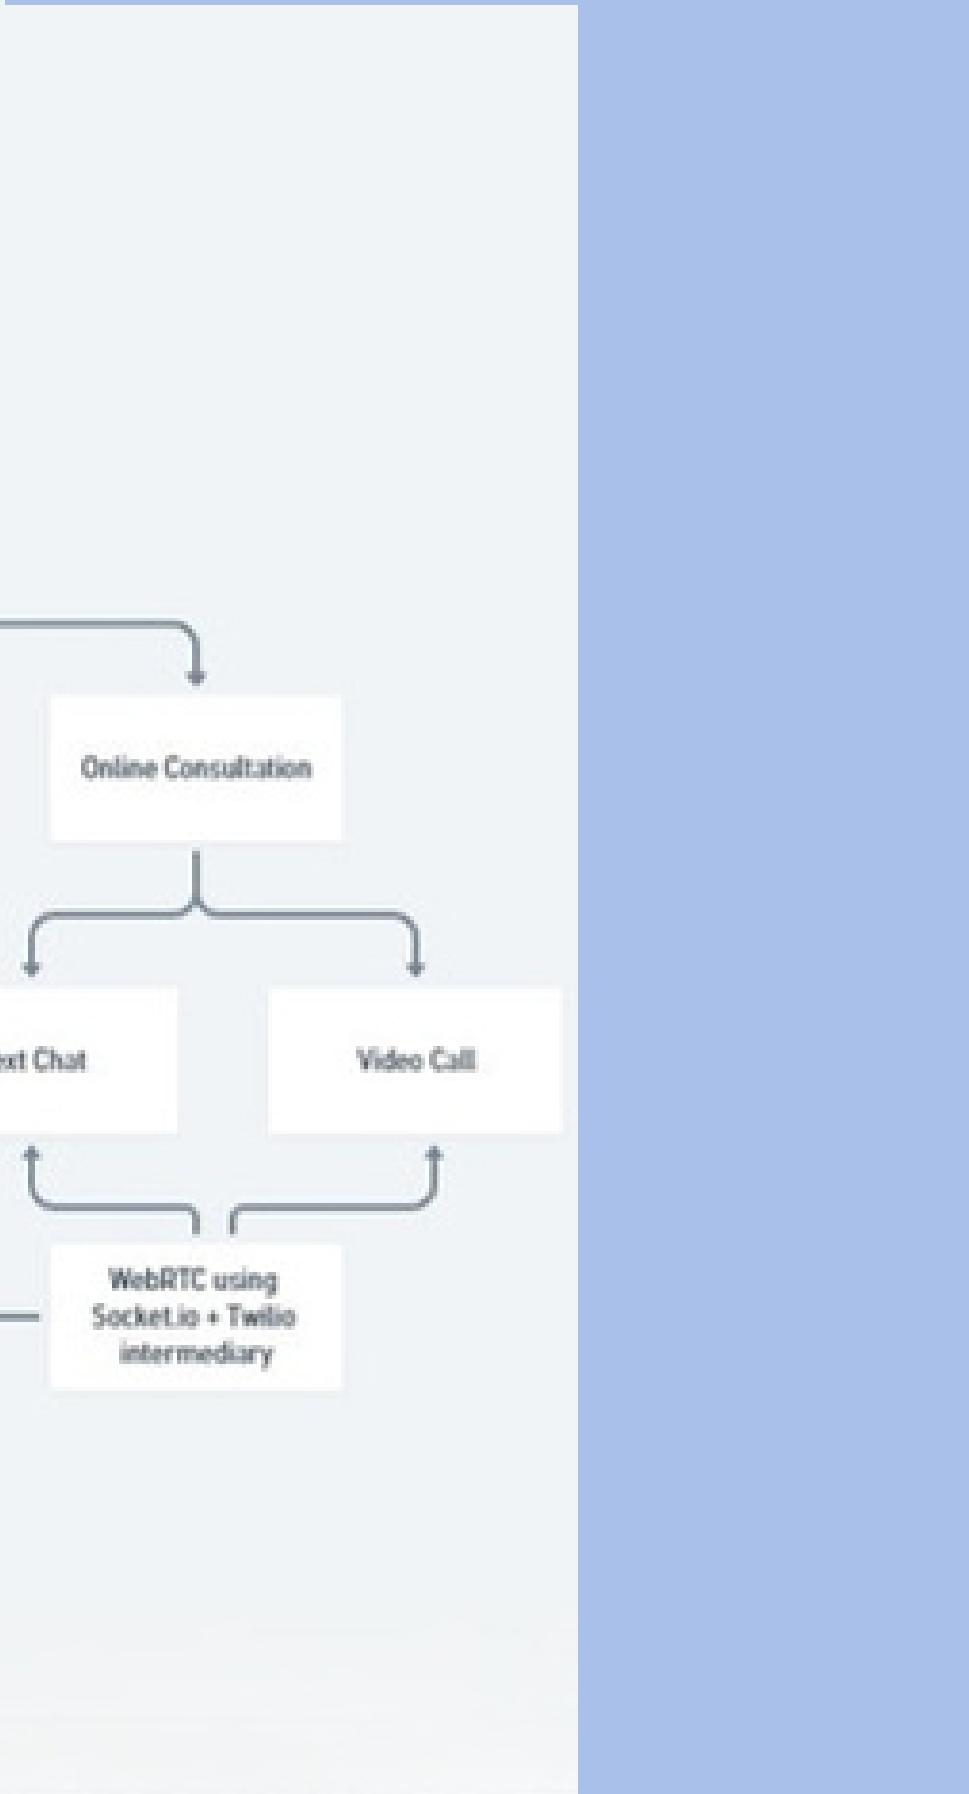 Online Consultation
ext Chat
Video Call
WebRTC using
Socket.io + Twilio
intermediary